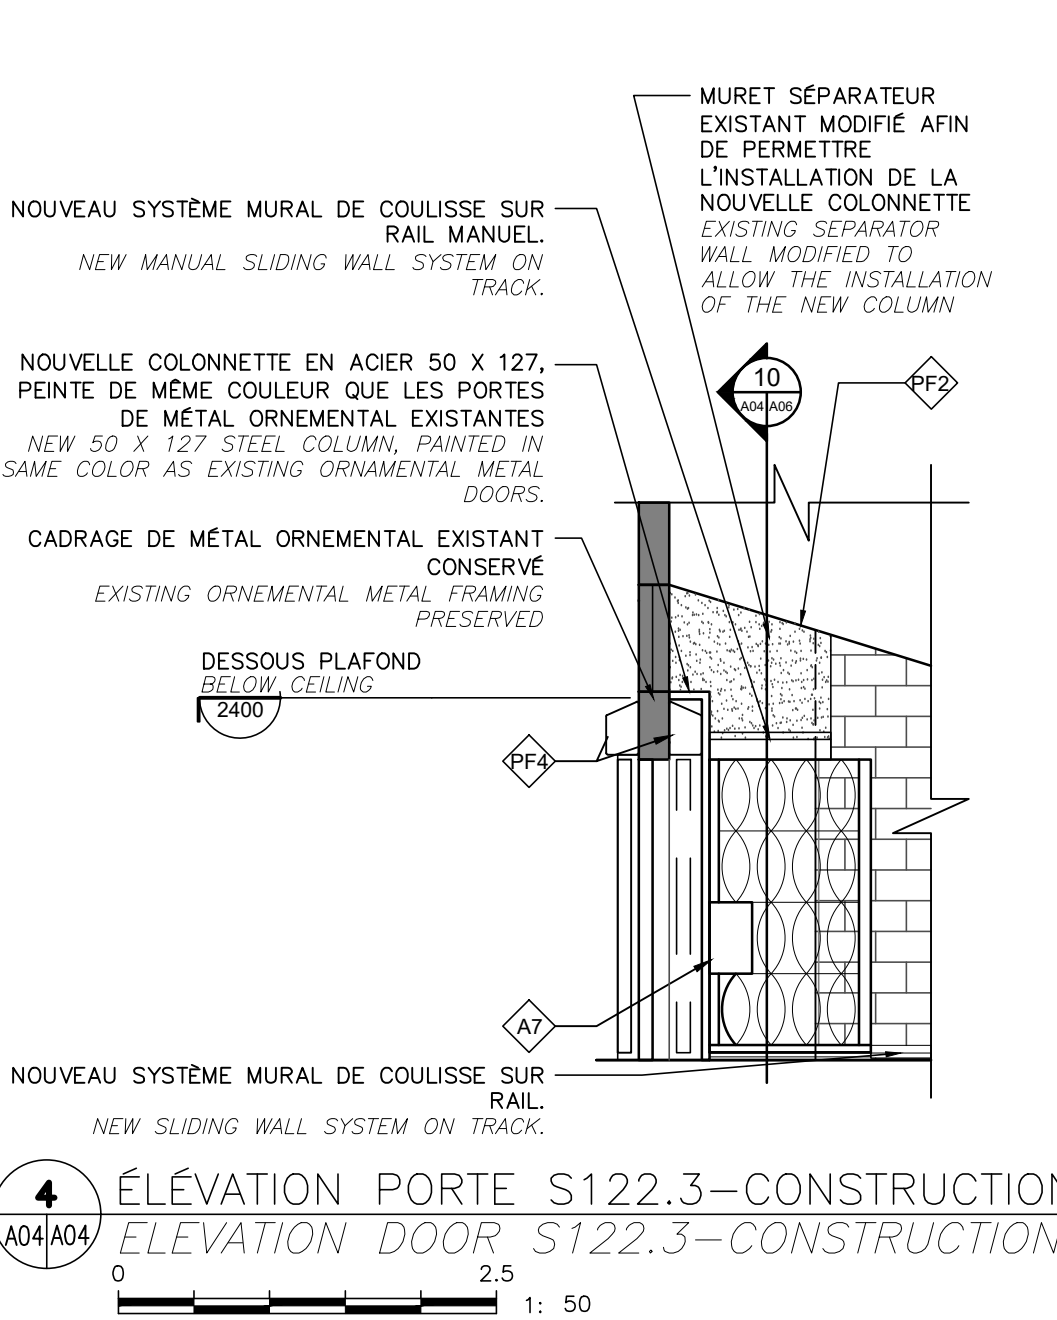 MURET SÉPARATEUR
EXISTANT MODIFIÉ AFIN
DE PERMETTRE
L'INSTALLATION DE LA
NOUVELLE COLONNETTE
EXISTING SEPARATOR
WALL MODIFIED TO
ALLOW THE INSTALLATION
OF THE NEW COLUMN
NOUVEAU SYSTÈME MURAL DE COULISSE SUR
RAIL MANUEL.
NEW MANUAL SLIDING WALL SYSTEM ON
TRACK.
NOUVELLE COLONNETTE EN ACIER 50 X 127,
PEINTE DE MÊME COULEUR QUE LES PORTES
DE MÉTAL ORNEMENTAL EXISTANTES
NEW 50 X 127 STEEL COLUMN, PAINTED IN
SAME COLOR AS EXISTING ORNAMENTAL METAL
DOORS.
10
A04 A06
PF2
CADRAGE DE MÉTAL ORNEMENTAL EXISTANT
CONSERVÉ
EXISTING ORNEMENTAL METAL FRAMING
PRESERVED
DESSOUS PLAFOND
BELOW CEILING
2400
PF4
A7
NOUVEAU SYSTÈME MURAL DE COULISSE SUR
RAIL.
NEW SLIDING WALL SYSTEM ON TRACK.
4
A04 A04
ÉLÉVATION PORTE S122.3-CONSTRUCTION
ELEVATION DOOR S122.3-CONSTRUCTION
0 2.5
1: 50